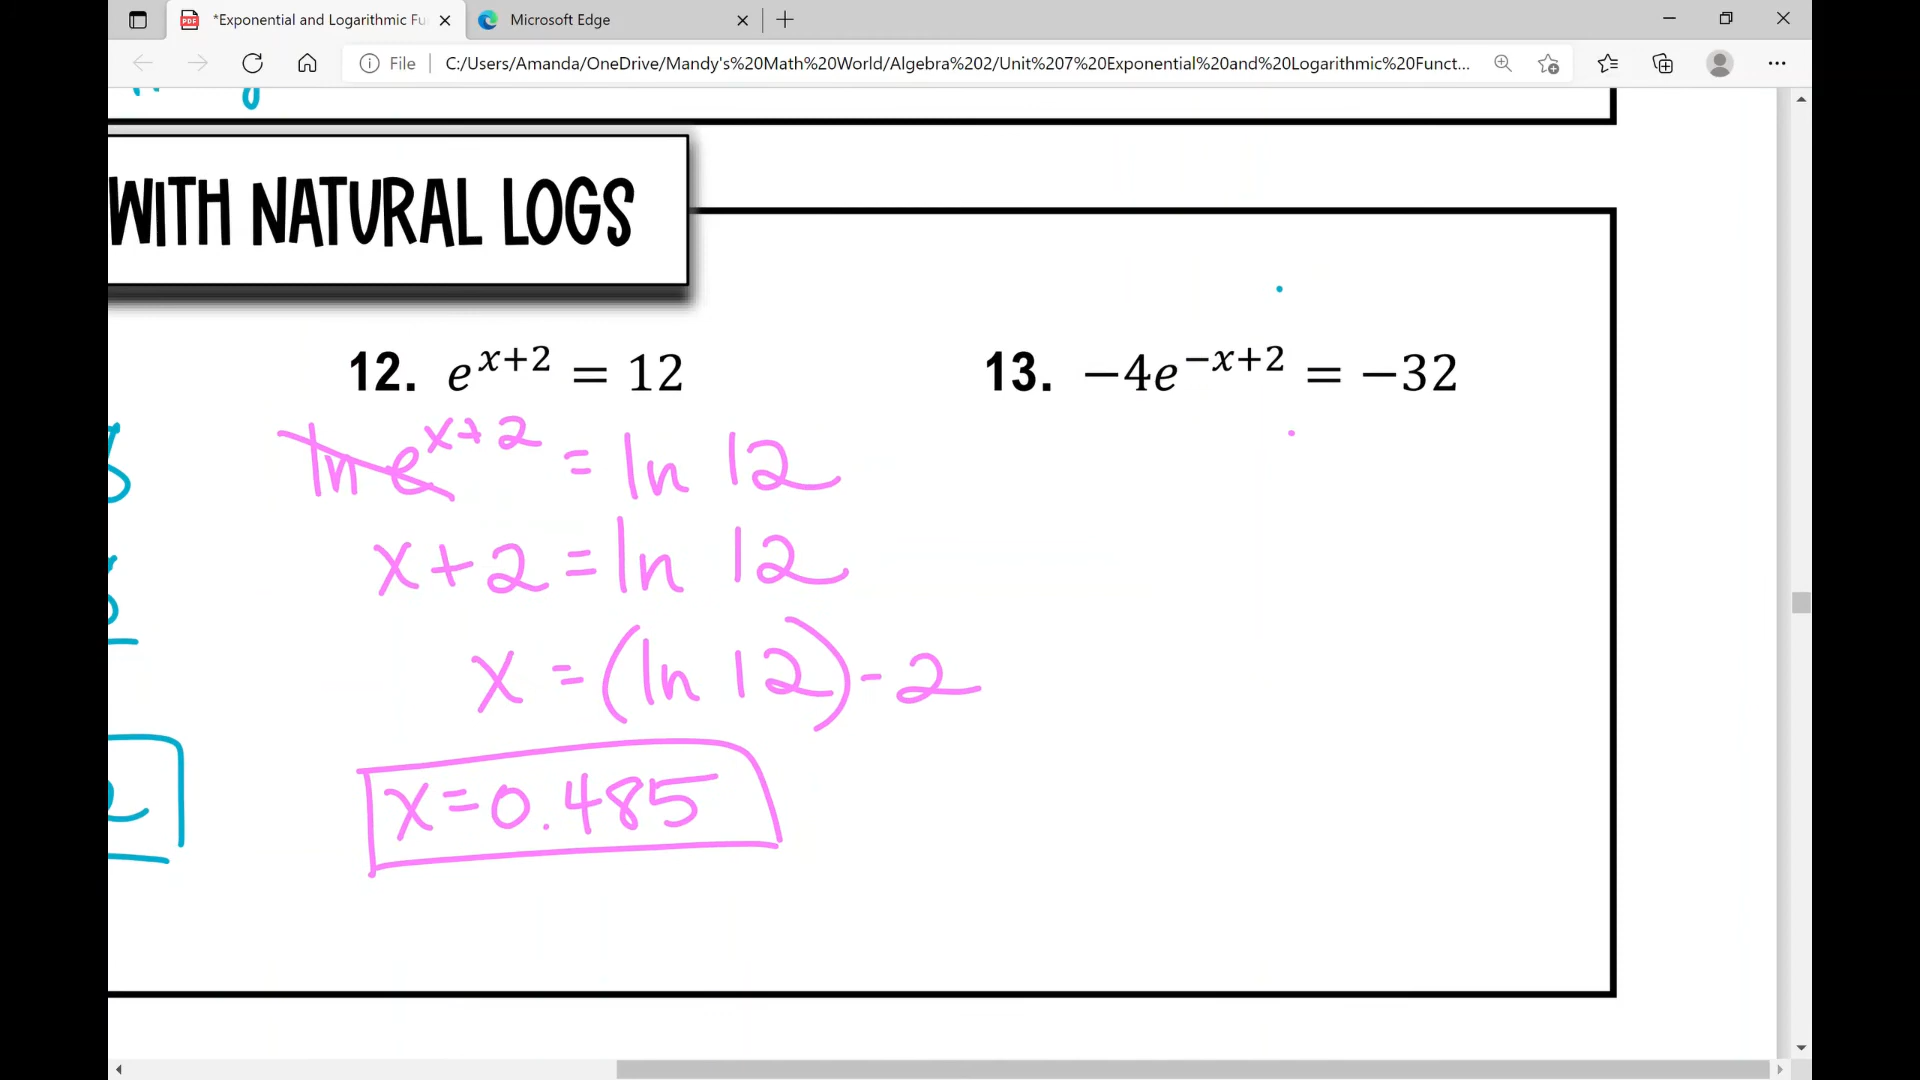 *Exponential and Logarithmic Fu
Microsoft Edge
File
C:/Users/Amanda/OneDrive/Mandy's%20Math%20World/Algebra%202/Unit%207%20Exponential%20and%20Logarithmic%20Funct...
WITH NATURAL LOGS
12. e^{x+2} = 12
ln e^{x+2} = ln 12
x+2 = ln 12
x = (ln 12) - 2
x = 0.485
13. −4e^{−x+2} = −32